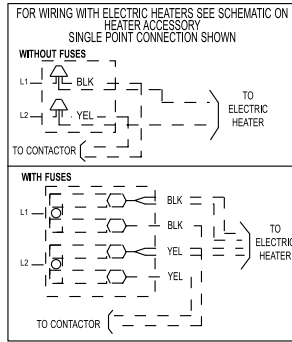 FOR WIRING WITH ELECTRIC HEATERS SEE SCHEMATIC ON
HEATER ACCESSORY
SINGLE POINT CONNECTION SHOWN
WITHOUT FUSES
L1
BLK
L2
YEL
TO
ELECTRIC
HEATER
TO CONTACTOR
WITH FUSES
BLK
L1
BLK
YEL
L2
YEL
TO
ELECTRIC
HEATER
TO CONTACTOR